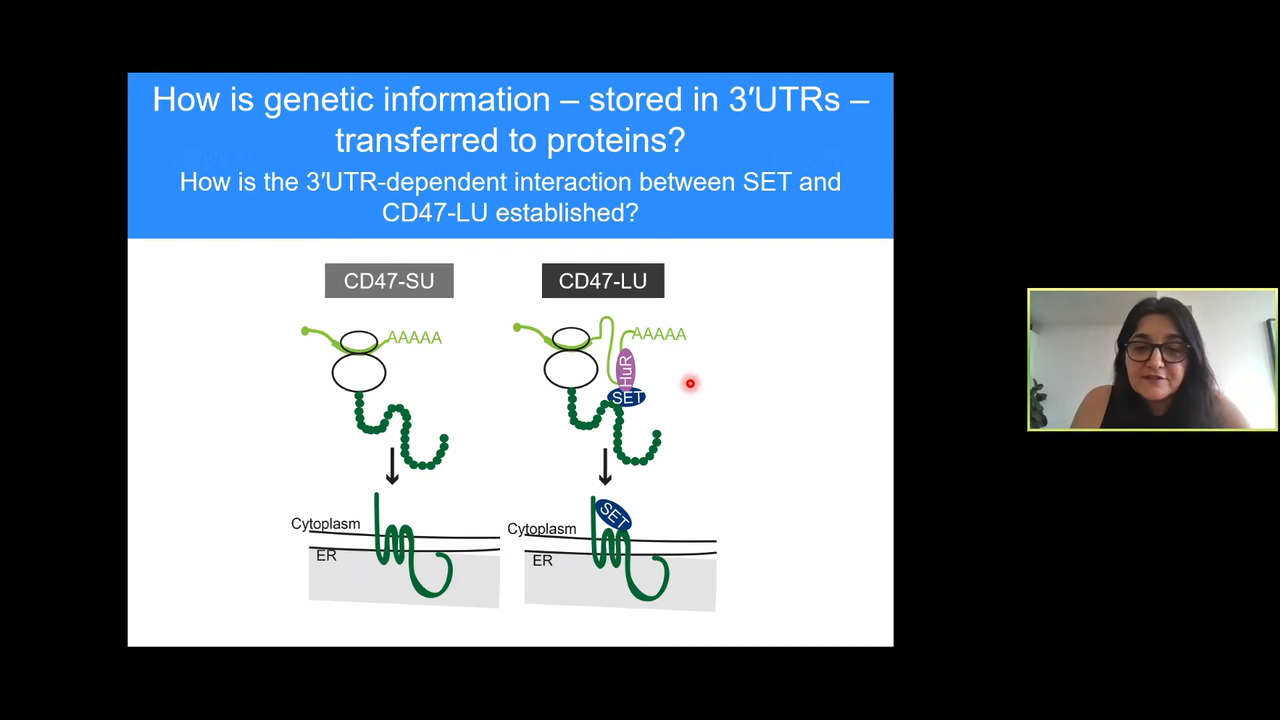 How is genetic information – stored in 3′UTRs –
transferred to proteins?
How is the 3′UTR-dependent interaction between SET and
CD47-LU established?
CD47-SU
CD47-LU
AAAAA
AAAAA
HuR
SET
SET
Cytoplasm
Cytoplasm
ER
ER